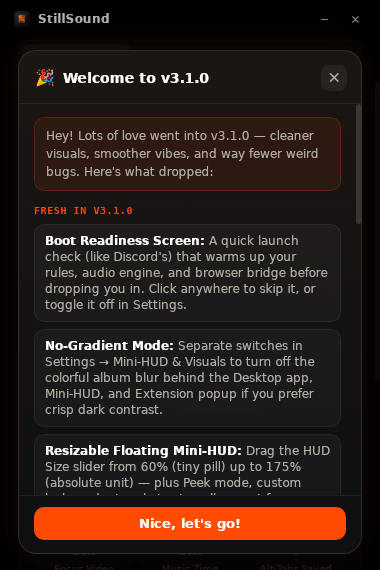 StillSound
Welcome to v3.1.0
Hey! Lots of love went into v3.1.0 — cleaner
visuals, smoother vibes, and way fewer weird
bugs. Here's what dropped:
FRESH IN V3.1.0
Boot Readiness Screen: A quick launch
check (like Discord's) that warms up your
rules, audio engine, and browser bridge before
dropping you in. Click anywhere to skip it, or
toggle it off in Settings.
No-Gradient Mode: Separate switches in
Settings → Mini-HUD & Visuals to turn off the
colorful album blur behind the Desktop app,
Mini-HUD, and Extension popup if you prefer
crisp dark contrast.
Resizable Floating Mini-HUD: Drag the HUD
Size slider from 60% (tiny pill) up to 175%
(absolute unit) — plus Peek mode, custom
Nice, let's go!
Focus Video Music Time Alt-Tabs Saved